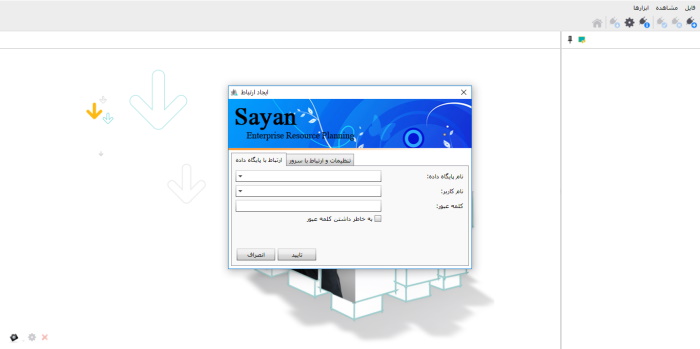 فایل مشاهده ابزارها
ایجاد ارتباط
Sayan
Enterprise Resource Planning
ارتباط با پایگاه داده
تنظیمات و ارتباط با سرور
نام پایگاه داده:
نام کاربر:
کلمه عبور:
به خاطر داشتن کلمه عبور
تایید
انصراف